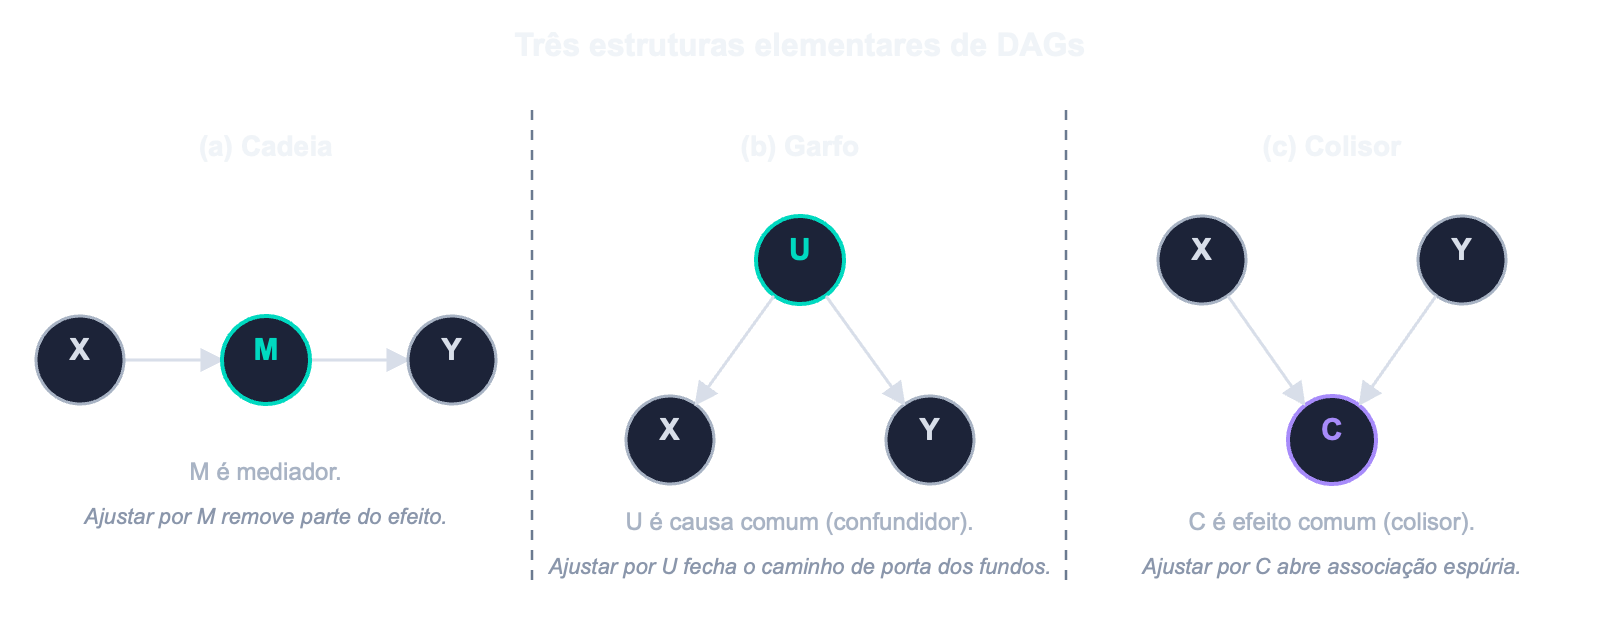 Três estruturas elementares de DAGs
(a) Cadeia
X
M
Y
M é mediador.
Ajustar por M remove parte do efeito.
(b) Garfo
U
X
Y
U é causa comum (confundidor).
Ajustar por U fecha o caminho de porta dos fundos.
(c) Colisor
X
Y
C
C é efeito comum (colisor).
Ajustar por C abre associação espúria.